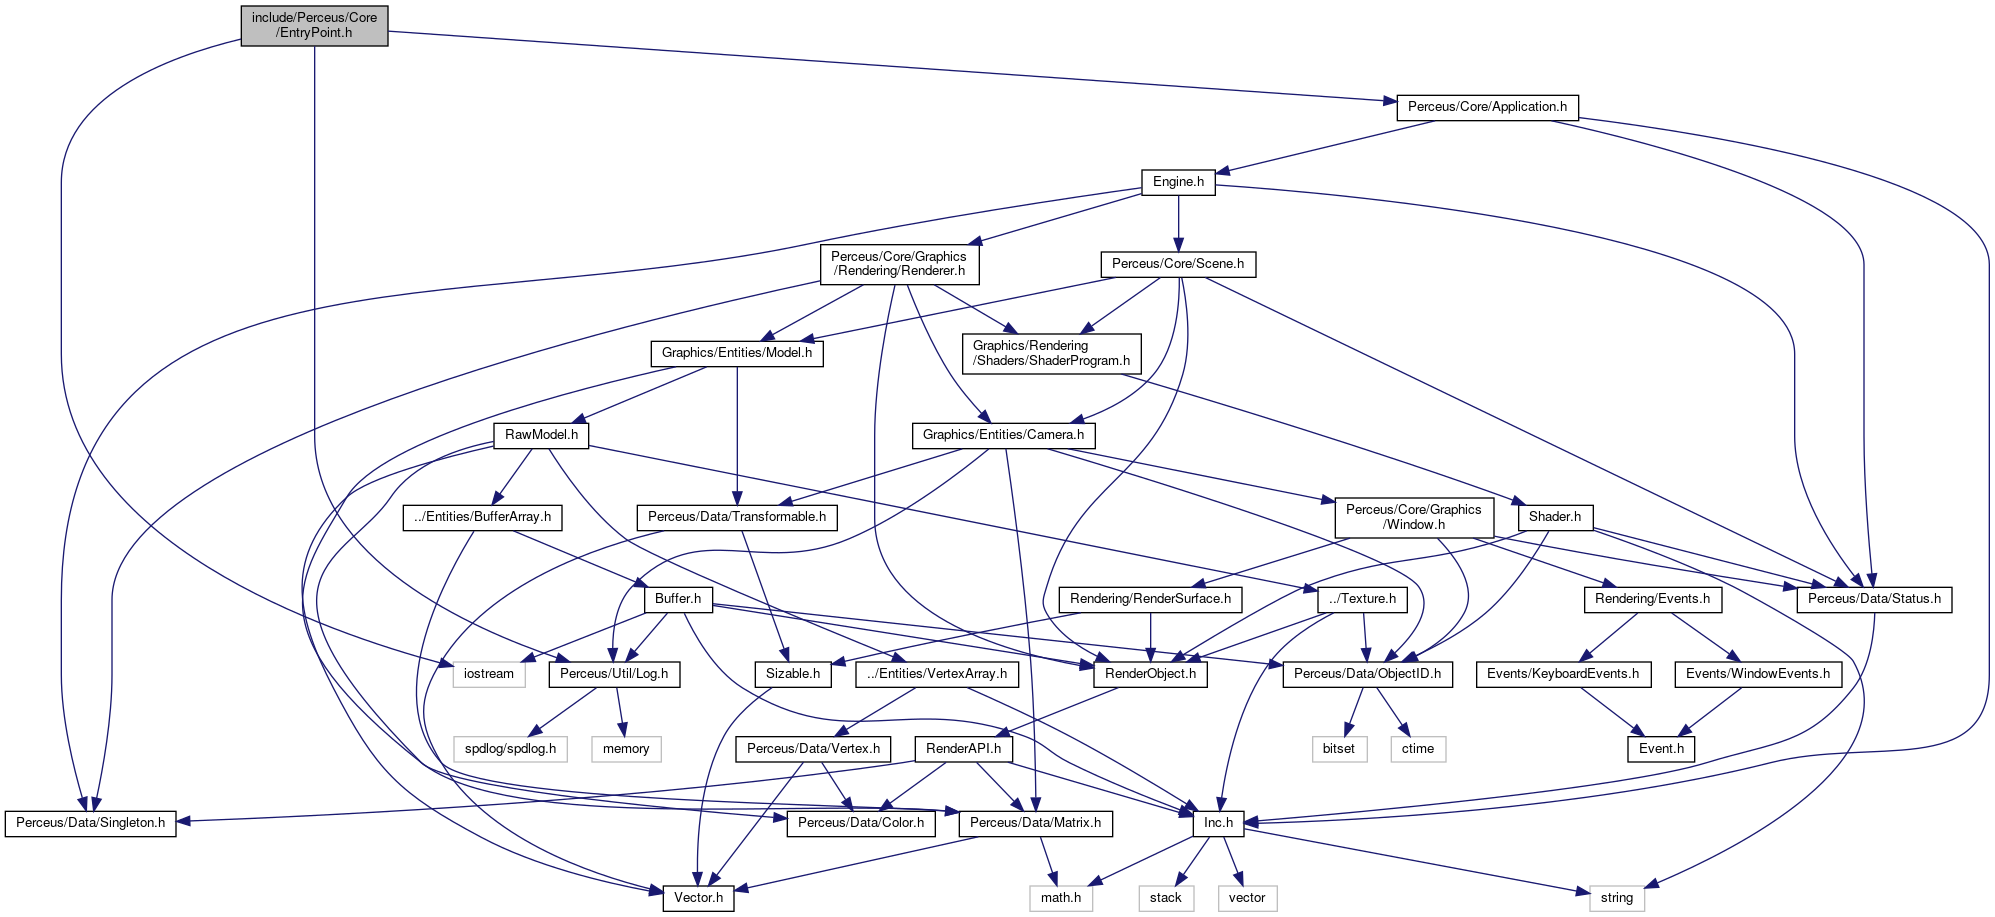 include/Perceus/Core
/EntryPoint.h
Perceus/Core/Application.h
Engine.h
Perceus/Core/Graphics
/Rendering/Renderer.h
Perceus/Core/Scene.h
Graphics/Entities/Model.h
Graphics/Rendering
/Shaders/ShaderProgram.h
RawModel.h
Graphics/Entities/Camera.h
../Entities/BufferArray.h
Perceus/Data/Transformable.h
Perceus/Core/Graphics
/Window.h
Shader.h
Buffer.h
Rendering/RenderSurface.h
../Texture.h
Rendering/Events.h
Perceus/Data/Status.h
iostream
Perceus/Util/Log.h
Sizable.h
../Entities/VertexArray.h
RenderObject.h
Perceus/Data/ObjectID.h
Events/KeyboardEvents.h
Events/WindowEvents.h
spdlog/spdlog.h
memory
Perceus/Data/Vertex.h
RenderAPI.h
bitset
ctime
Event.h
Perceus/Data/Singleton.h
Perceus/Data/Color.h
Perceus/Data/Matrix.h
Inc.h
Vector.h
math.h
stack
vector
string